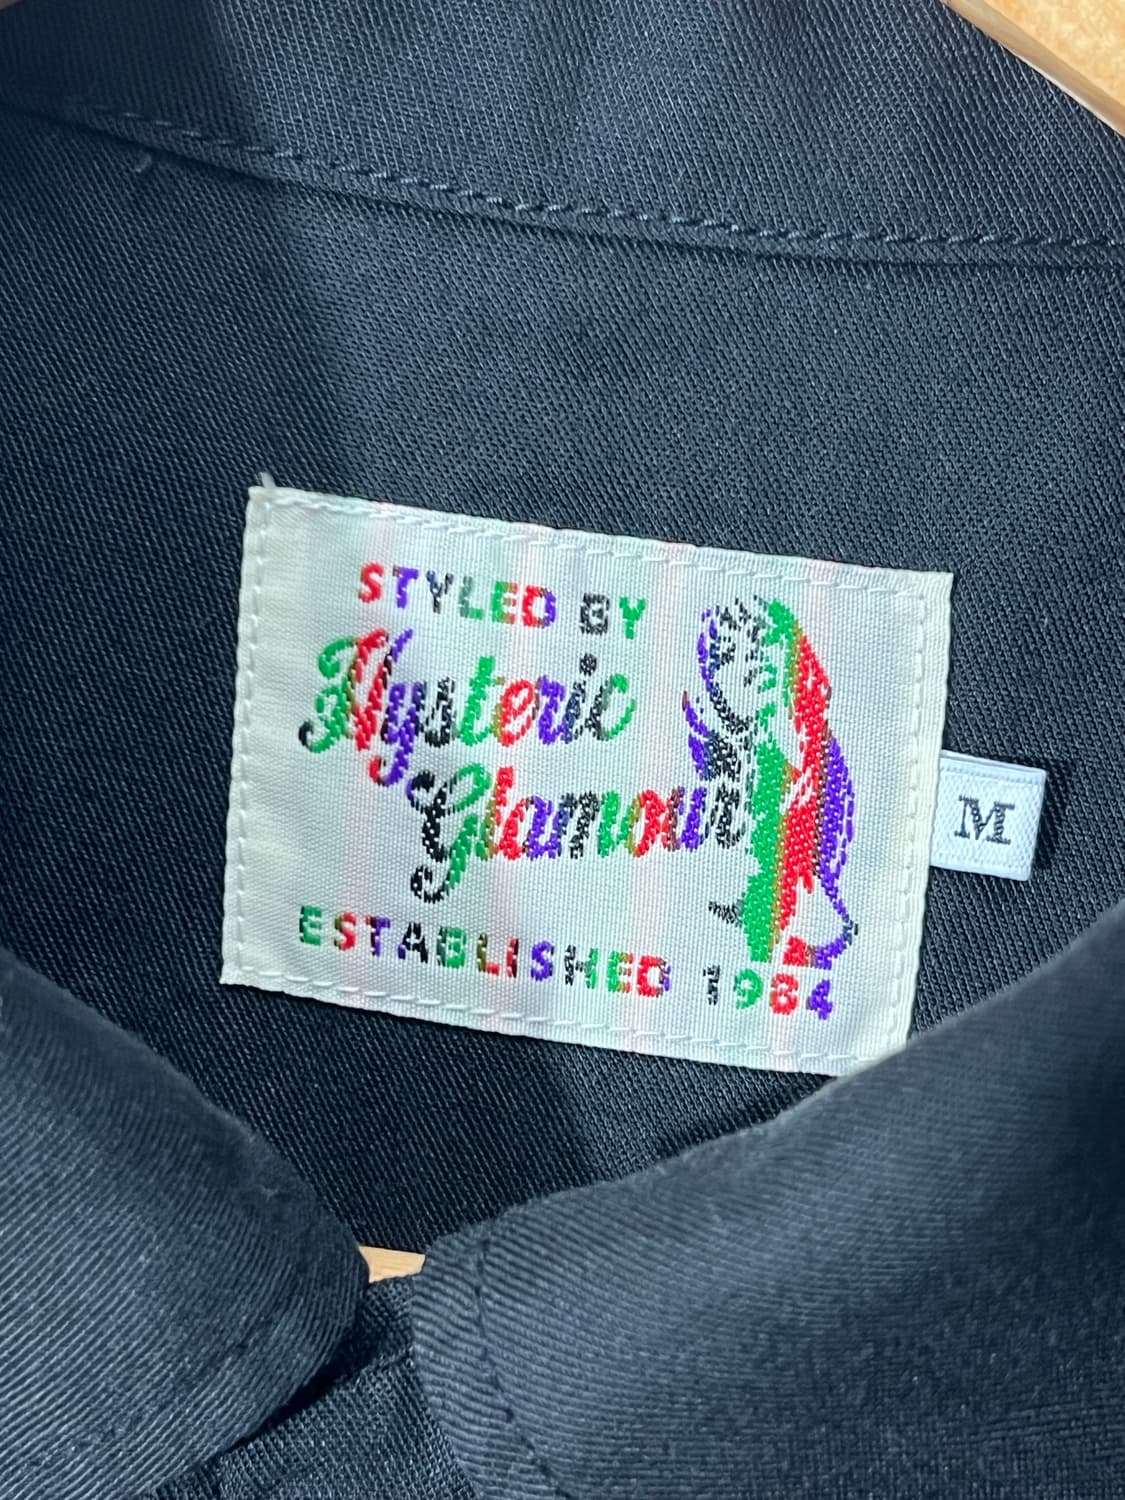 STYLED BY
Hysteric
Glamour
ESTABLISHED 1984
M